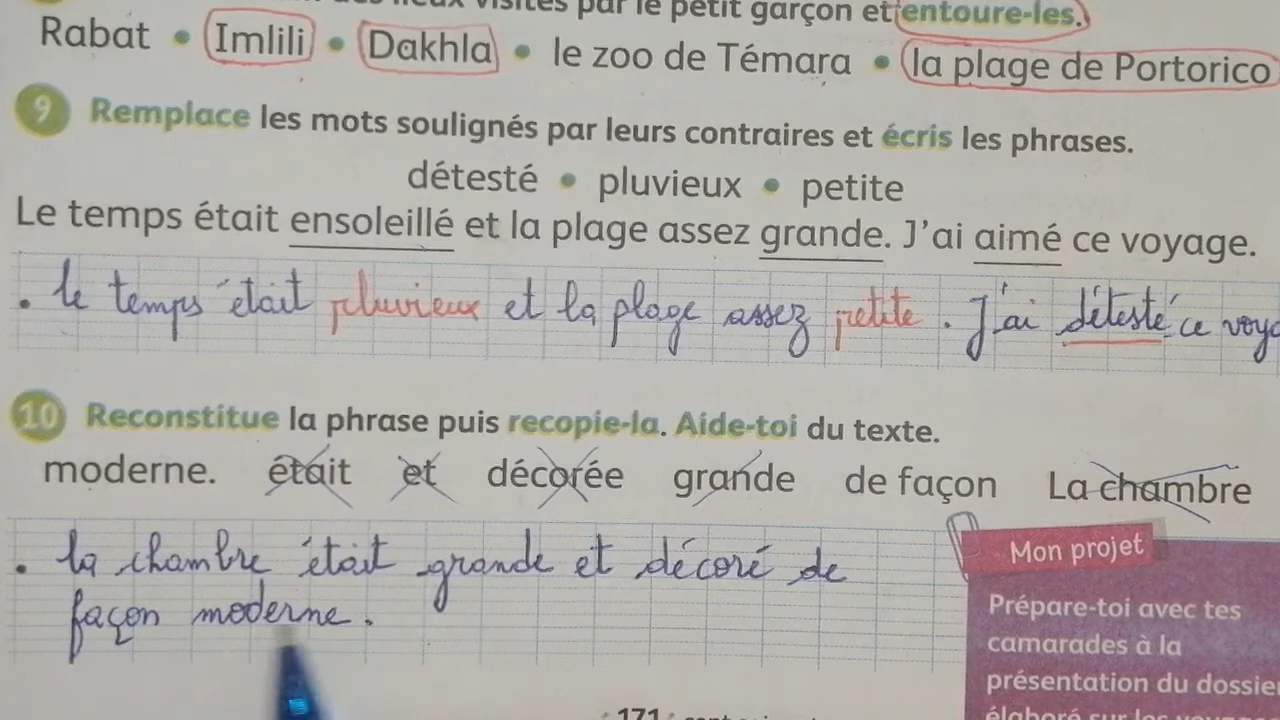 visités par le petit garçon et entoure-les.
Rabat • Imlili • Dakhla • le zoo de Témara • la plage de Portorico
9 Remplace les mots soulignés par leurs contraires et écris les phrases.
détesté • pluvieux • petite
Le temps était ensoleillé et la plage assez grande. J'ai aimé ce voyage.
• le temps était pluvieux et la plage assez petite. J'ai détesté ce
10 Reconstitue la phrase puis recopie-la. Aide-toi du texte.
moderne. était et décorée grande de façon La chambre
• la chambre était grande et décoré de
façon moderne.
Mon projet
Prépare-toi avec tes
camarades à la
présentation du dossier
171